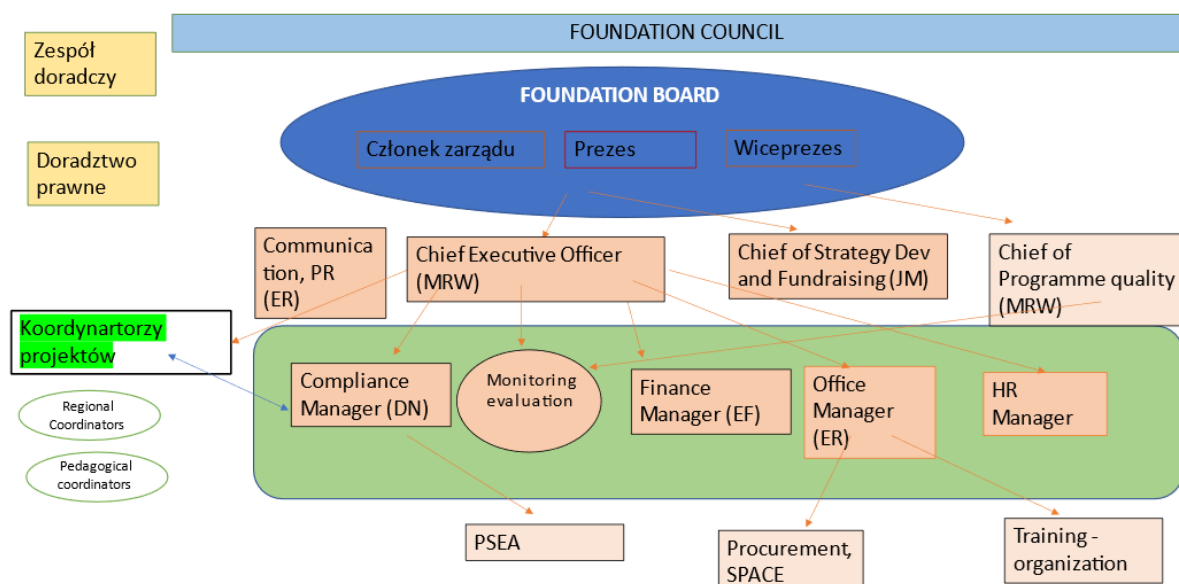 FOUNDATION COUNCIL
Zespół
doradczy
FOUNDATION BOARD
Członek zarządu
Prezes
Wiceprezes
Doradztwo
prawne
Communica
tion, PR
(ER)
Chief Executive Officer
(MRW)
Chief of Strategy Dev
and Fundraising (JM)
Chief of
Programme quality
(MRW)
Koordynartorzy
projektów
Compliance
Manager (DN)
Monitoring
evaluation
Finance
Manager (EF)
Office
Manager
(ER)
HR
Manager
Regional
Coordinators
Pedagogical
coordinators
PSEA
Procurement,
SPACE
Training -
organization